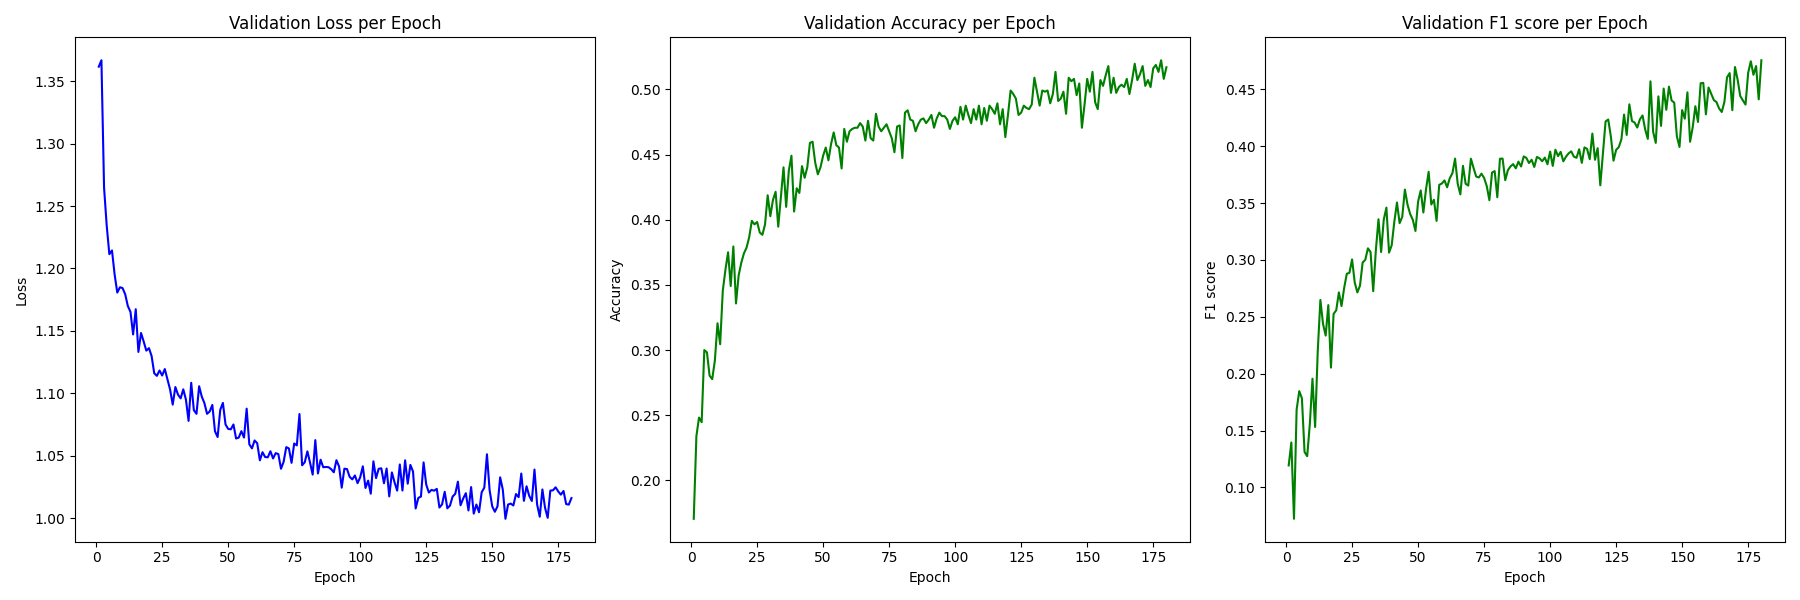 Validation Loss per Epoch
Loss
1.35
1.30
1.25
1.20
1.15
1.10
1.05
1.00
0 25 50 75 100 125 150 175
Epoch
Validation Accuracy per Epoch
Accuracy
0.50
0.45
0.40
0.35
0.30
0.25
0.20
0 25 50 75 100 125 150 175
Epoch
Validation F1 score per Epoch
F1 score
0.45
0.40
0.35
0.30
0.25
0.20
0.15
0.10
0 25 50 75 100 125 150 175
Epoch